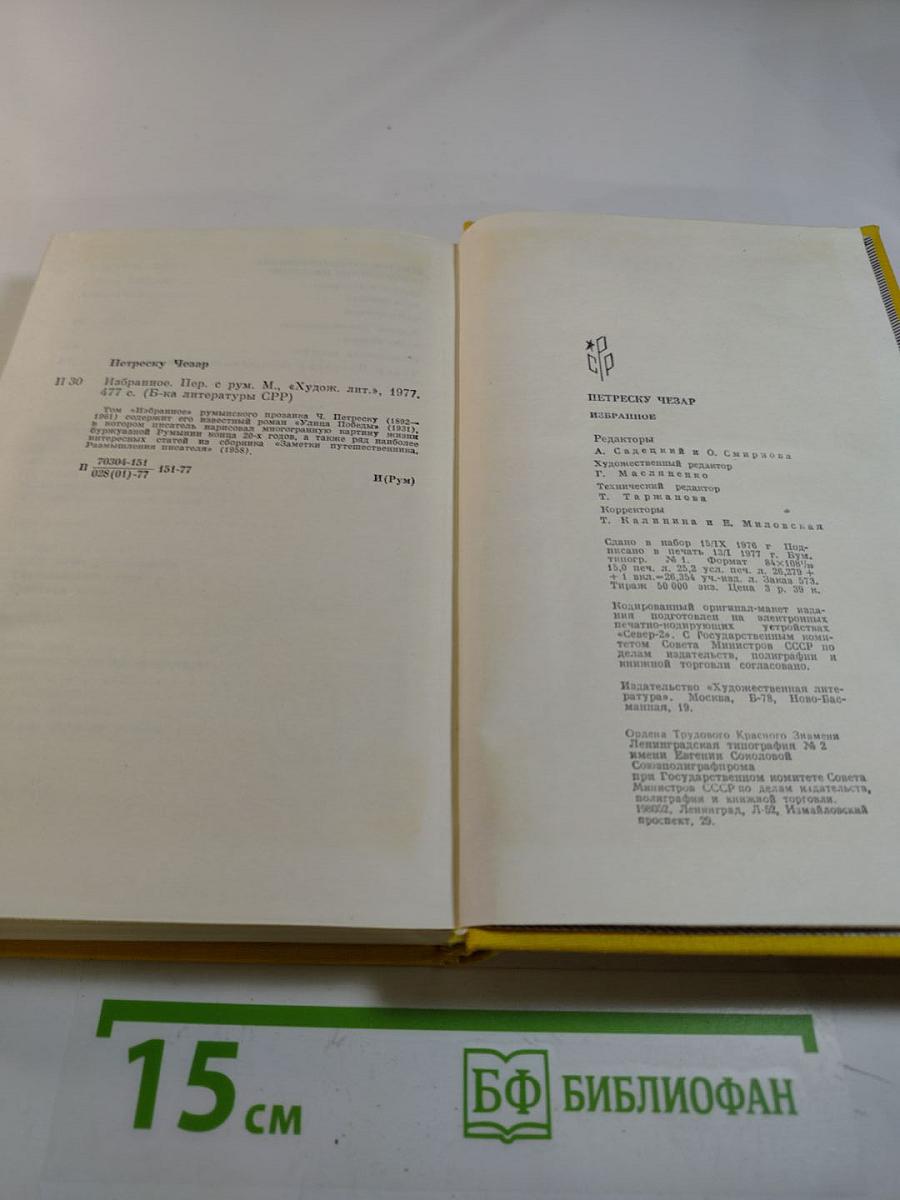 Петреску Чезар
П 30 Избранное. Пер. с рум. М., «Худож. лит.», 1977.
477 с. (Б-ка литературы СРР)
Том «Избранное» румынского прозаика Ч. Петреску (1892—
1961) содержит его известный роман «Улица Победы» (1931),
в котором писатель нарисовал многогранную картину жизни
буржуазной Румынии конца 20-х годов, а также ряд наиболее
интересных статей из сборника «Заметки путешественника,
Размышления писателя» (1958).
П 70304-151
028(01)-77 151-77
И(Рум)
СРР
ПЕТРЕСКУ ЧЕЗАР
ИЗБРАННОЕ
Редакторы
А. Садецкий и О. Смирнова
Художественный редактор
Г. Масляненко
Технический редактор
Т. Таржанова
Корректоры
Т. Калинина и Е. Миловская
Сдано в набор 15/IX 1976 г Под-
писано в печать 13/I 1977 г. Бум.
типогр. № 1. Формат 84×108¹/₃₂
15,0 печ. л. 25,2 усл. печ. л. 26,279 +
+ 1 вкл.=26,354 уч.-изд. л. Заказ 573.
Тираж 50 000 экз. Цена 3 р. 39 к.
Кодированный оригинал-макет изда-
ния подготовлен на электронных
печатно-кодирующих устройствах
«Север-2». С Государственным коми-
тетом Совета Министров СССР по
делам издательств, полиграфии и
книжной торговли согласовано.
Издательство «Художественная лите-
ратура». Москва, Б-78, Ново-Бас-
манная, 19.
Ордена Трудового Красного Знамени
Ленинградская типография № 2
имени Евгении Соколовой
Союзполиграфпрома
при Государственном комитете Совета
Министров СССР по делам издательств,
полиграфии и книжной торговли.
198052, Ленинград, Л-52, Измайловский
проспект, 29.
15 см
БФ БИБЛИОФАН